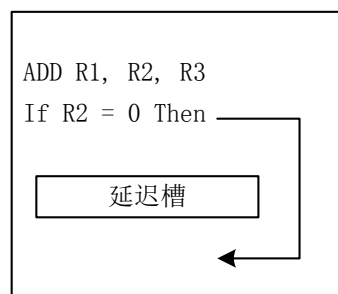 ADD R1, R2, R3
If R2 = 0 Then
延迟槽